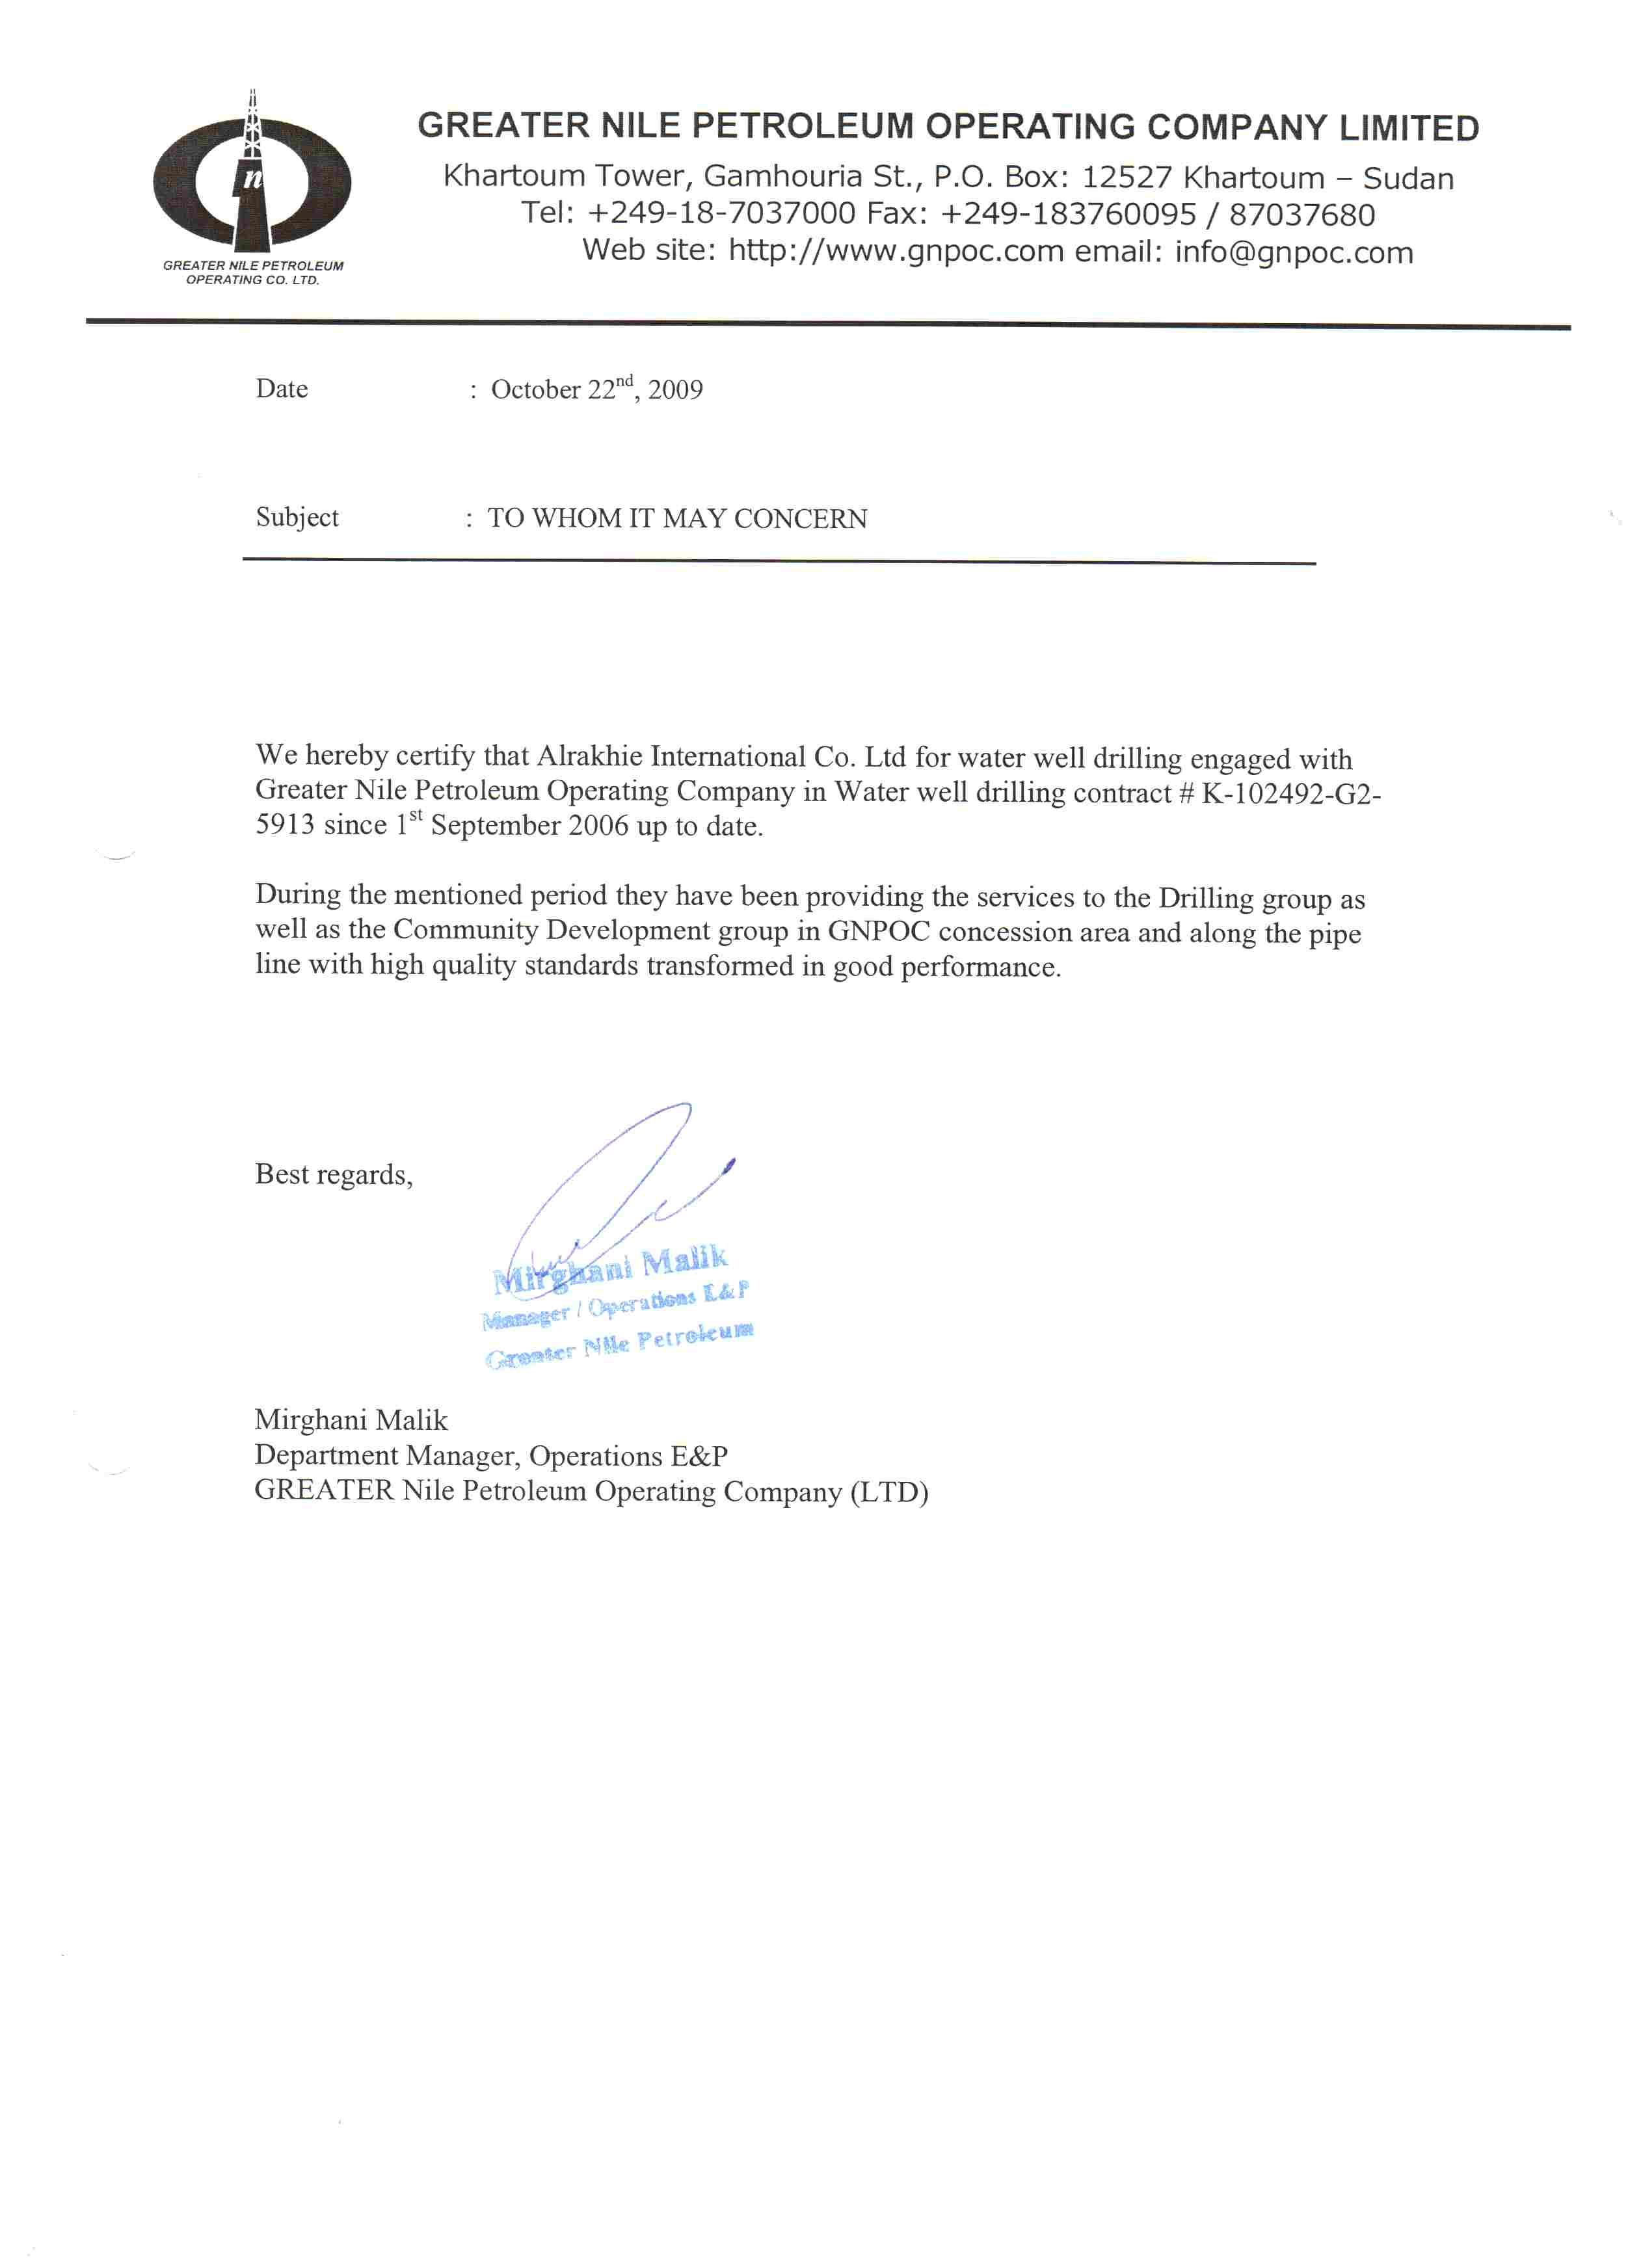 GREATER NILE PETROLEUM OPERATING COMPANY LIMITED
Khartoum Tower, Gamhouria St., P.O. Box: 12527 Khartoum – Sudan
Tel: +249-18-7037000 Fax: +249-183760095 / 87037680
Web site: http://www.gnpoc.com email: info@gnpoc.com
n
GREATER NILE PETROLEUM
OPERATING CO. LTD.
Date : October 22nd, 2009
Subject : TO WHOM IT MAY CONCERN
We hereby certify that Alrakhie International Co. Ltd for water well drilling engaged with
Greater Nile Petroleum Operating Company in Water well drilling contract # K-102492-G2-
5913 since 1st September 2006 up to date.
During the mentioned period they have been providing the services to the Drilling group as
well as the Community Development group in GNPOC concession area and along the pipe
line with high quality standards transformed in good performance.
Best regards,
Mirghani Malik
Manager / Operations E&P
Greater Nile Petroleum
Mirghani Malik
Department Manager, Operations E&P
GREATER Nile Petroleum Operating Company (LTD)